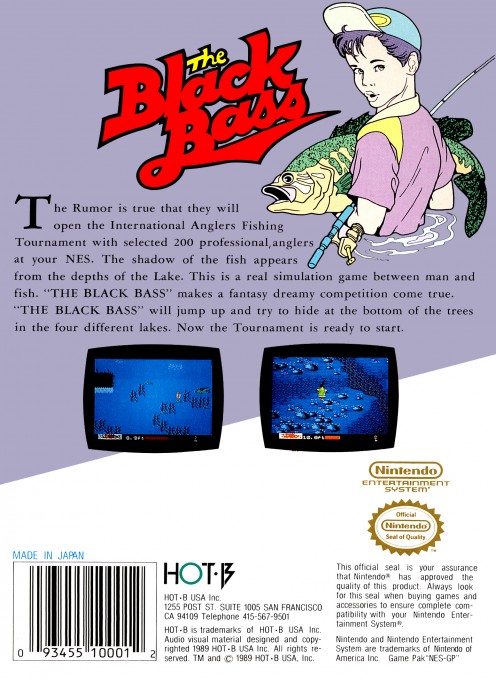 The
Black
Bass
The Rumor is true that they will
open the International Anglers Fishing
Tournament with selected 200 professional,anglers
at your NES. The shadow of the fish appears
from the depths of the Lake. This is a real simulation game between man and
fish. "THE BLACK BASS" makes a fantasy dreamy competition come true.
"THE BLACK BASS" will jump up and try to hide at the bottom of the trees
in the four different lakes. Now the Tournament is ready to start.
Nintendo
ENTERTAINMENT
SYSTEM®
Official
Nintendo
Seal of Quality
MADE IN JAPAN
0 93455 10001 2
HOT·B
HOT·B USA Inc.
1255 POST ST. SUITE 1005 SAN FRANCISCO
CA 94109 Telephone 415-567-9501
HOT·B is trademarks of HOT·B USA Inc.
Audio visual material designed and copy-
righted 1989 HOT·B USA Inc. All rights re-
served. TM and © 1989 HOT·B USA, Inc.
This official seal is your assurance
that Nintendo® has approved the
quality of this product. Always look
for this seal when buying games and
accessories to ensure complete com-
patibility with your Nintendo Enter-
tainment System®.
Nintendo and Nintendo Entertainment
System are trademarks of Nintendo of
America Inc. Game Pak"NES-GP"